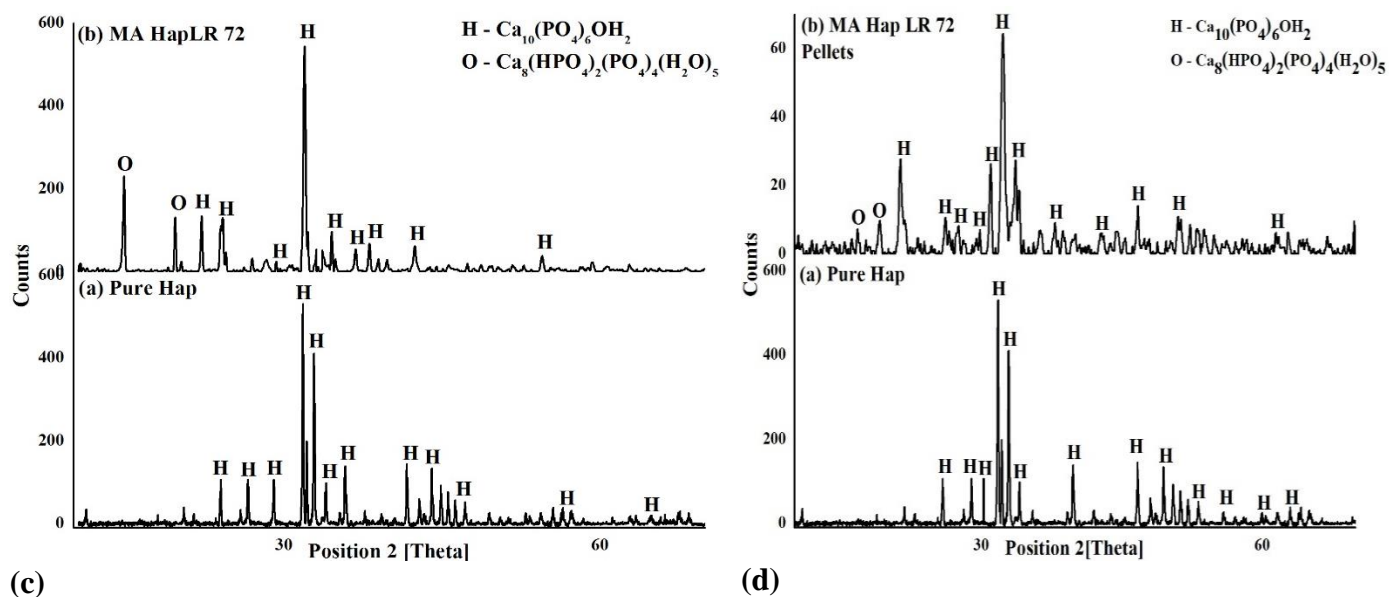 600
(b) MA HapLR 72
H
H - Ca₁₀(PO₄)₆OH₂
O - Ca₈(HPO₄)₂(PO₄)₄(H₂O)₅
400
O
200
O
H
H
H
H
H
H
H
H
0
Counts
600
(a) Pure Hap
H
H
400
200
H
H
H
H
H
H
H
H
H
H
0
30
Position 2 [Theta]
60
(c)
(b) MA Hap LR 72
Pellets
H
H - Ca₁₀(PO₄)₆OH₂
O - Ca₈(HPO₄)₂(PO₄)₄(H₂O)₅
60
40
20
O
O
H
H
H
H
H
H
H
H
H
H
H
0
Counts
600
(a) Pure Hap
H
H
400
200
H
H
H
H
H
H
H
H
H
H
H
0
30
Position 2[Theta]
60
(d)